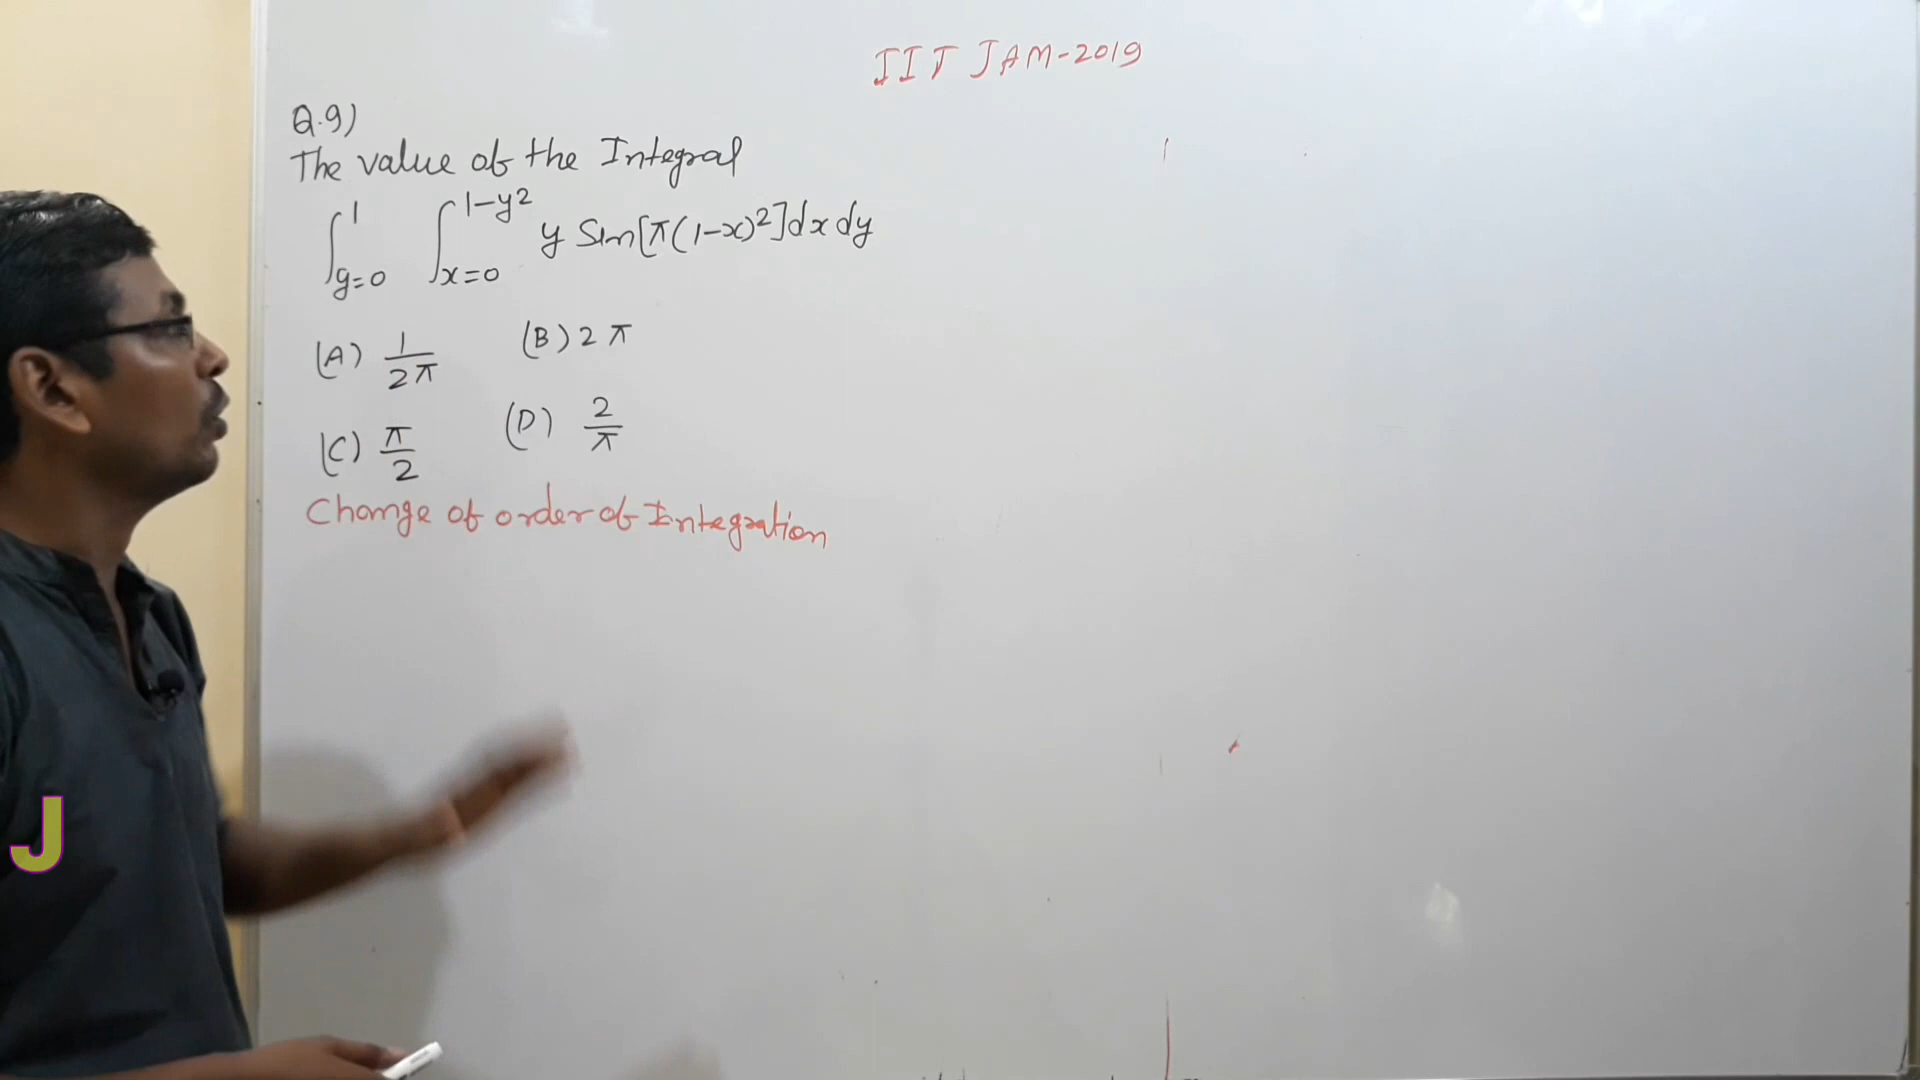 IIT JAM-2019
Q.9)
The value of the Integral
∫_{y=0}^{1} ∫_{x=0}^{1-y²} y Sin[π(1-x)²]dx dy
(A) 1/2π (B) 2π
(C) π/2 (D) 2/π
Change of order of Integration
J